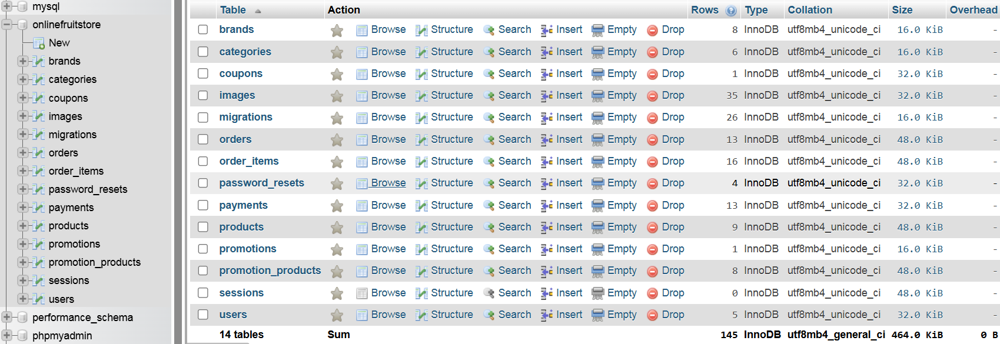 mysql
onlinefruitstore
New
brands
categories
coupons
images
migrations
orders
order_items
password_resets
payments
products
promotions
promotion_products
sessions
users
performance_schema
phpmyadmin
Table Action Rows Type Collation Size Overhead
brands Browse Structure Search Insert Empty Drop 8 InnoDB utf8mb4_unicode_ci 16.0 KiB -
categories Browse Structure Search Insert Empty Drop 6 InnoDB utf8mb4_unicode_ci 16.0 KiB -
coupons Browse Structure Search Insert Empty Drop 1 InnoDB utf8mb4_unicode_ci 32.0 KiB -
images Browse Structure Search Insert Empty Drop 35 InnoDB utf8mb4_unicode_ci 32.0 KiB -
migrations Browse Structure Search Insert Empty Drop 26 InnoDB utf8mb4_unicode_ci 16.0 KiB -
orders Browse Structure Search Insert Empty Drop 13 InnoDB utf8mb4_unicode_ci 48.0 KiB -
order_items Browse Structure Search Insert Empty Drop 16 InnoDB utf8mb4_unicode_ci 48.0 KiB -
password_resets Browse Structure Search Insert Empty Drop 4 InnoDB utf8mb4_unicode_ci 32.0 KiB -
payments Browse Structure Search Insert Empty Drop 13 InnoDB utf8mb4_unicode_ci 32.0 KiB -
products Browse Structure Search Insert Empty Drop 9 InnoDB utf8mb4_unicode_ci 48.0 KiB -
promotions Browse Structure Search Insert Empty Drop 1 InnoDB utf8mb4_unicode_ci 16.0 KiB -
promotion_products Browse Structure Search Insert Empty Drop 8 InnoDB utf8mb4_unicode_ci 48.0 KiB -
sessions Browse Structure Search Insert Empty Drop 0 InnoDB utf8mb4_unicode_ci 48.0 KiB -
users Browse Structure Search Insert Empty Drop 5 InnoDB utf8mb4_unicode_ci 32.0 KiB -
14 tables Sum 145 InnoDB utf8mb4_general_ci 464.0 KiB 0 B